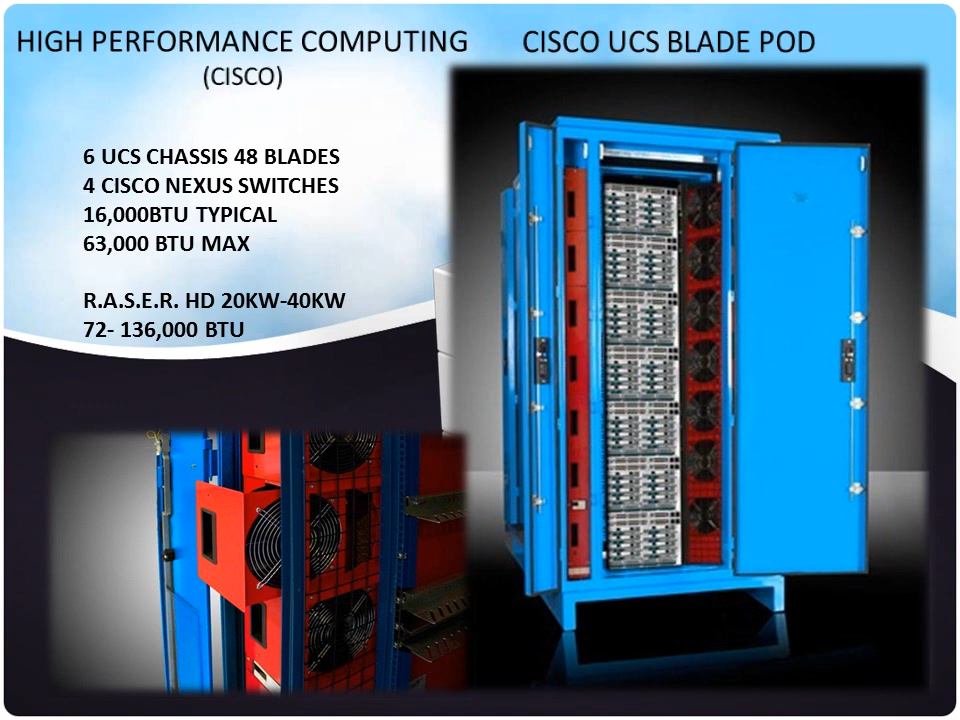 HIGH PERFORMANCE COMPUTING
(CISCO)
CISCO UCS BLADE POD
6 UCS CHASSIS 48 BLADES
4 CISCO NEXUS SWITCHES
16,000BTU TYPICAL
63,000 BTU MAX
R.A.S.E.R. HD 20KW-40KW
72- 136,000 BTU